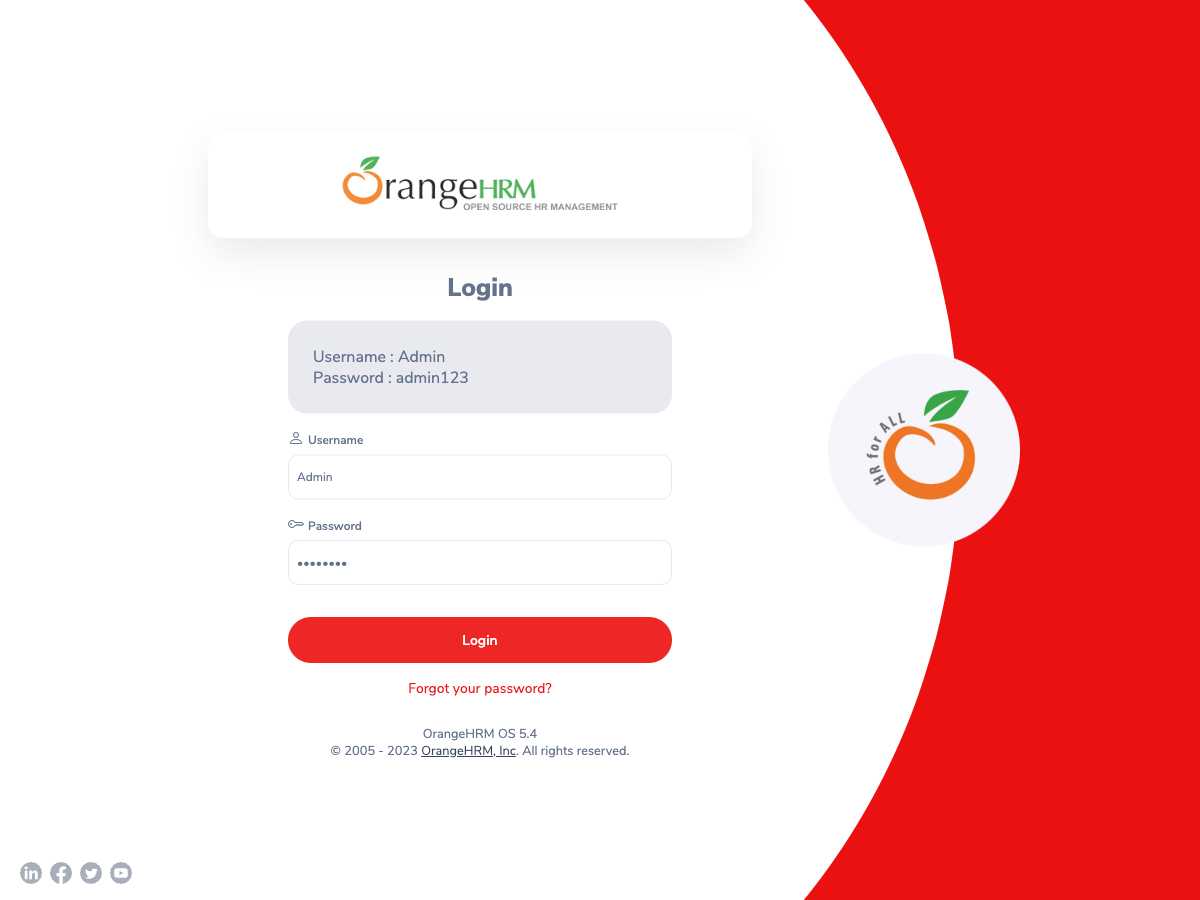 OrangeHRM
OPEN SOURCE HR MANAGEMENT
Login
Username : Admin
Password : admin123
Username
Admin
Password
••••••••
Login
Forgot your password?
OrangeHRM OS 5.4
© 2005 - 2023 OrangeHRM, Inc. All rights reserved.
HR for ALL